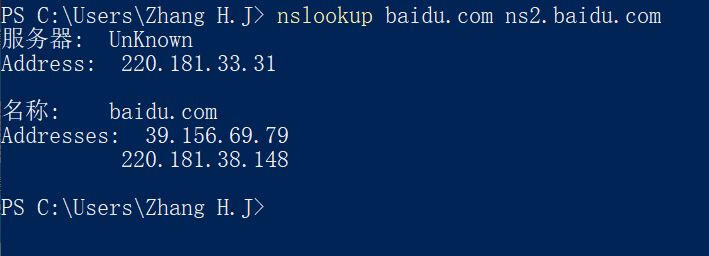 PS C:\Users\Zhang H.J> nslookup baidu.com ns2.baidu.com
服务器:  UnKnown
Address:  220.181.33.31
名称:    baidu.com
Addresses:  39.156.69.79
220.181.38.148
PS C:\Users\Zhang H.J>